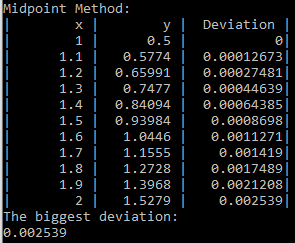 Midpoint Method:
| x | y | Deviation |
| 1 | 0.5 | 0|
| 1.1 | 0.5774 | 0.00012673|
| 1.2 | 0.65991 | 0.00027481|
| 1.3 | 0.7477 | 0.00044639|
| 1.4 | 0.84094 | 0.00064385|
| 1.5 | 0.93984 | 0.0008698|
| 1.6 | 1.0446 | 0.0011271|
| 1.7 | 1.1555 | 0.001419|
| 1.8 | 1.2728 | 0.0017489|
| 1.9 | 1.3968 | 0.0021208|
| 2 | 1.5279 | 0.002539|
The biggest deviation:
0.002539